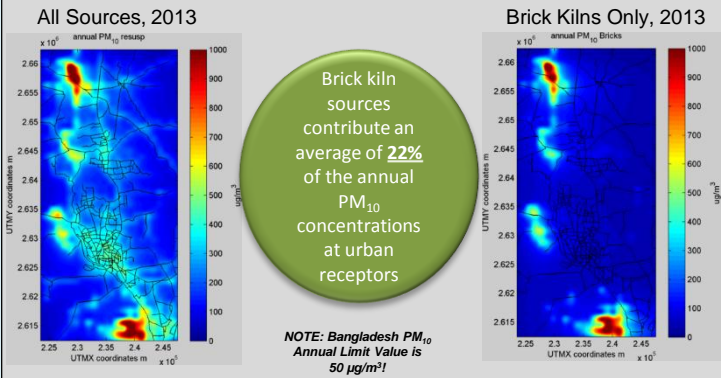 All Sources, 2013
annual PM10 resusp
x 10⁶
2.66
2.655
2.65
2.645
2.64
2.635
2.63
2.625
2.62
2.615
UTMY coordinates m
2.25 2.3 2.35 2.4 2.45
UTMX coordinates m
x 10⁵
1000
900
800
700
600
500
400
300
200
100
0
ug/m³
Brick kiln
sources
contribute an
average of 22%
of the annual
PM10
concentrations
at urban
receptors
NOTE: Bangladesh PM10
Annual Limit Value is
50 µg/m³!
Brick Kilns Only, 2013
annual PM10 Bricks
x 10⁶
2.66
2.655
2.65
2.645
2.64
2.635
2.63
2.625
2.62
2.615
UTMY coordinates m
2.25 2.3 2.35 2.4 2.45
UTMX coordinates m
x 10⁵
1000
900
800
700
600
500
400
300
200
100
0
ug/m³